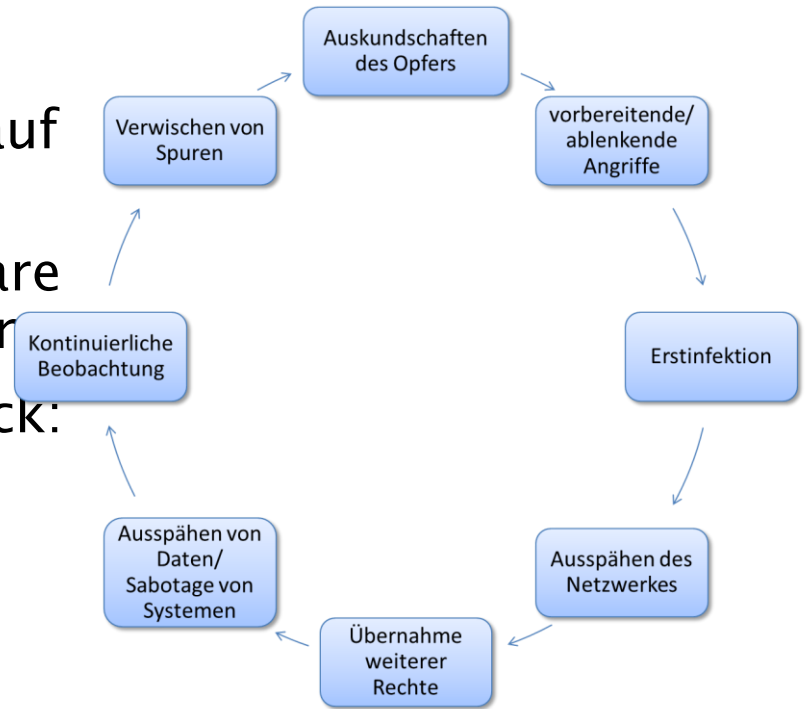 Auskundschaften
des Opfers
vorbereitende/
ablenkende
Angriffe
Erstinfektion
Ausspähen des
Netzwerkes
Übernahme
weiterer
Rechte
Ausspähen von
Daten/
Sabotage von
Systemen
Kontinuierliche
Beobachtung
Verwischen von
Spuren